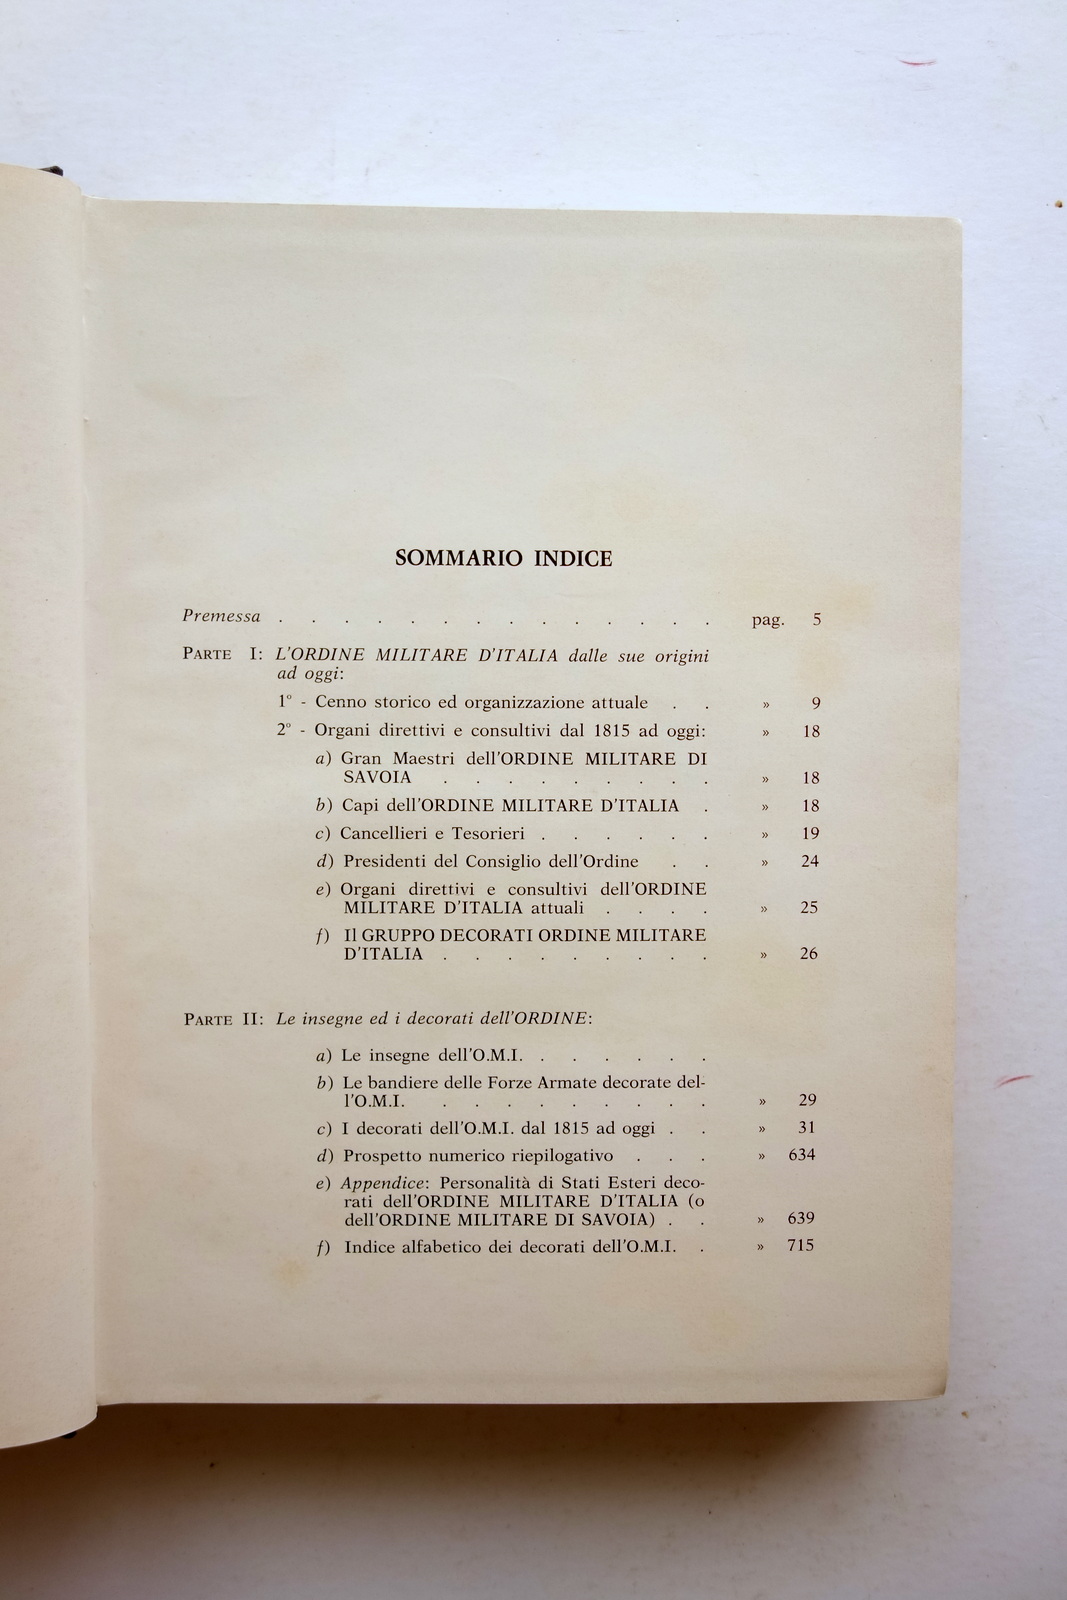 SOMMARIO INDICE
Premessa . . . . . . . . . . . . . . pag. 5
PARTE I: L'ORDINE MILITARE D'ITALIA dalle sue origini
ad oggi:
1° - Cenno storico ed organizzazione attuale . . » 9
2° - Organi direttivi e consultivi dal 1815 ad oggi: » 18
a) Gran Maestri dell'ORDINE MILITARE DI
SAVOIA . . . . . . . . . » 18
b) Capi dell'ORDINE MILITARE D'ITALIA . » 18
c) Cancellieri e Tesorieri . . . . . . » 19
d) Presidenti del Consiglio dell'Ordine . . » 24
e) Organi direttivi e consultivi dell'ORDINE
MILITARE D'ITALIA attuali . . . . » 25
f) Il GRUPPO DECORATI ORDINE MILITARE
D'ITALIA . . . . . . . . . » 26
PARTE II: Le insegne ed i decorati dell'ORDINE:
a) Le insegne dell'O.M.I. . . . . . .
b) Le bandiere delle Forze Armate decorate del-
l'O.M.I. . . . . . . . . . » 29
c) I decorati dell'O.M.I. dal 1815 ad oggi . . » 31
d) Prospetto numerico riepilogativo . . . » 634
e) Appendice: Personalità di Stati Esteri deco-
rati dell'ORDINE MILITARE D'ITALIA (o
dell'ORDINE MILITARE DI SAVOIA) . . » 639
f) Indice alfabetico dei decorati dell'O.M.I. . » 715